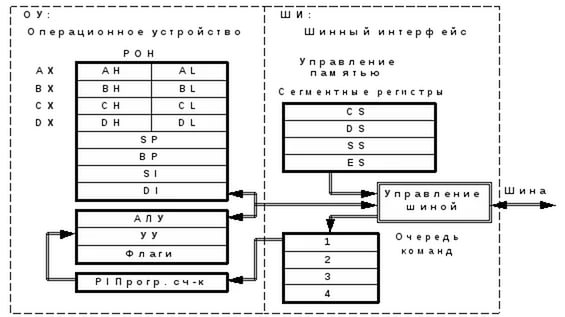 ОУ:
Операционное устройство
РОН
AX AH AL
BX BH BL
CX CH CL
DX DH DL
SP
BP
SI
DI
АЛУ
УУ
Флаги
PIПрогр.сч-к
ШИ:
Шинный интерфейс
Управление
памятью
Сегментные регистры
CS
DS
SS
ES
Управление
шиной
Шина
Очередь
команд
1
2
3
4